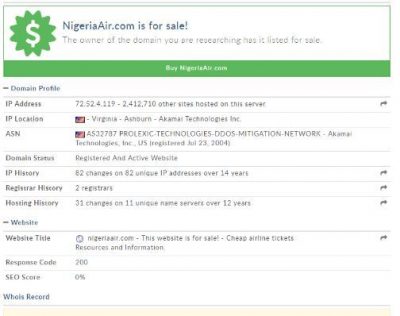 NigeriaAir.com is for sale!
The owner of the domain you are researching has it listed for sale.
Buy NigeriaAir.com
Domain Profile
IP Address 72.52.4.119 - 2,412,710 other sites hosted on this server
IP Location - Virginia - Ashburn - Akamai Technologies Inc.
ASN AS32787 PROLEXIC-TECHNOLOGIES-DDOS-MITIGATION-NETWORK - Akamai
Technologies, Inc., US (registered Jul 23, 2004)
Domain Status Registered And Active Website
IP History 82 changes on 82 unique IP addresses over 14 years
Registrar History 2 registrars
Hosting History 31 changes on 11 unique name servers over 12 years
Website
Website Title nigeriaair.com - This website is for sale! - Cheap airline tickets
Resources and Information.
Response Code 200
SEO Score 0%
Whois Record